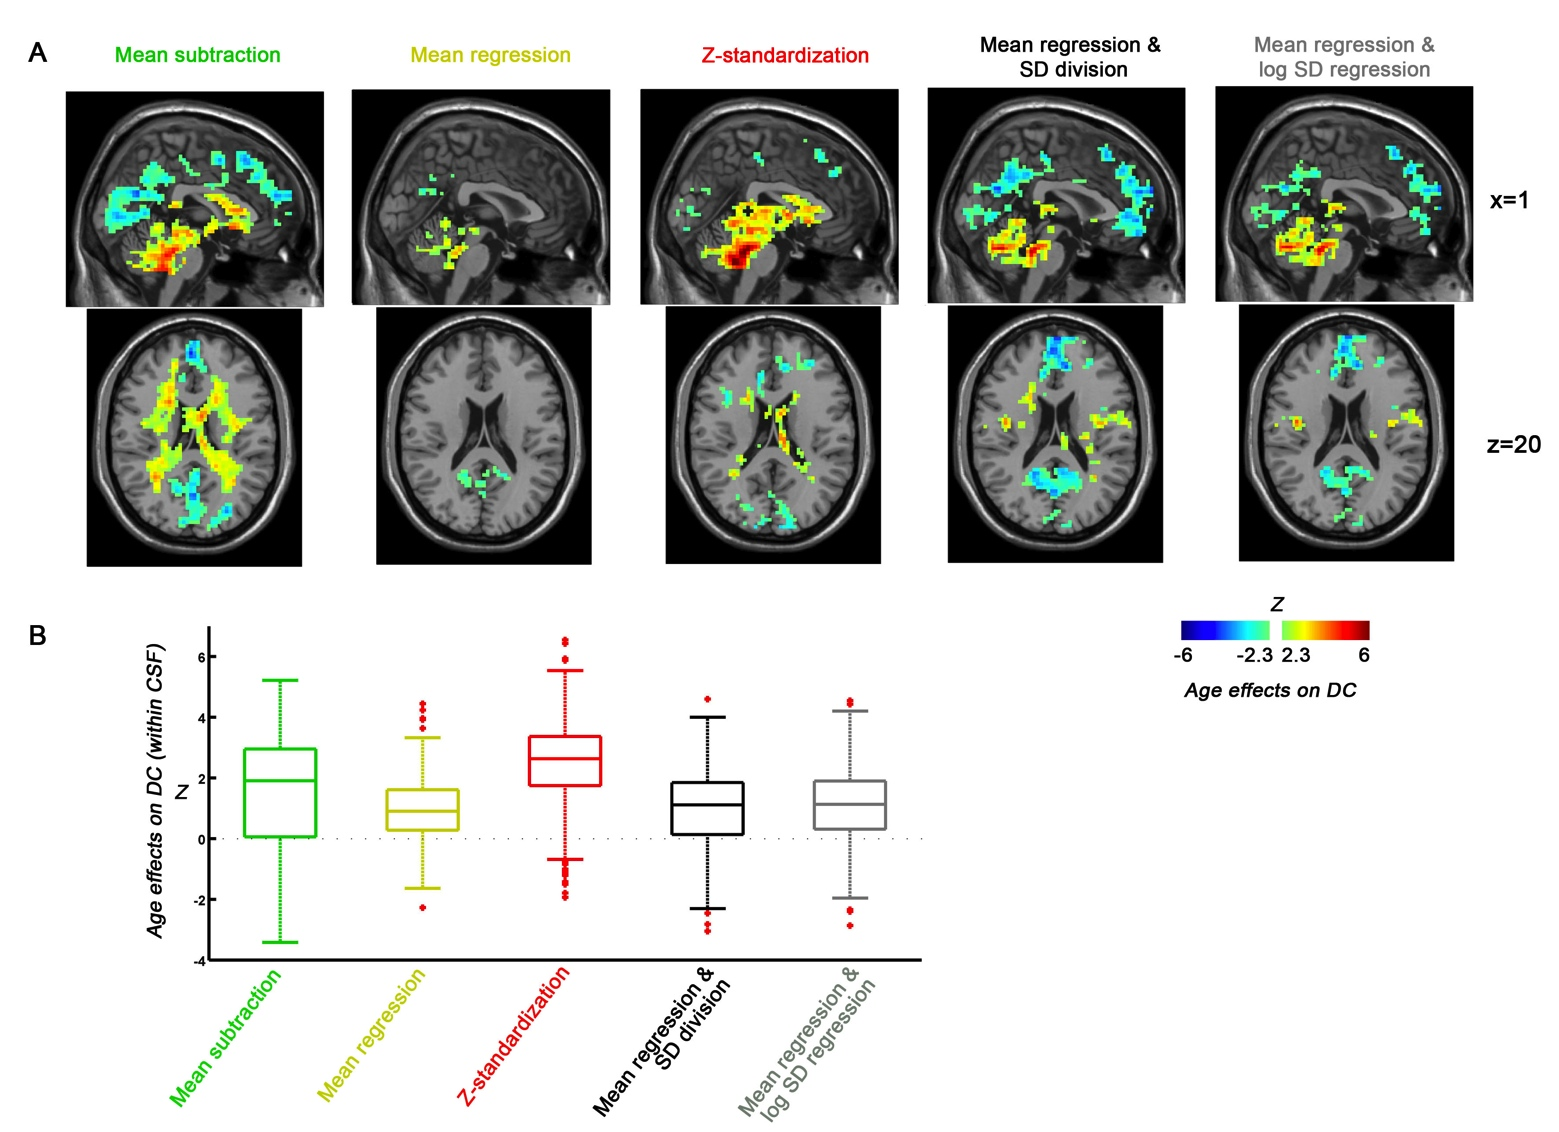 A
Mean subtraction
Mean regression
Z-standardization
Mean regression &
SD division
Mean regression &
log SD regression
x=1
z=20
Z
-6
-2.3
2.3
6
Age effects on DC
B
Age effects on DC (within CSF)
Z
6
4
2
0
-2
-4
Mean subtraction
Mean regression
Z-standardization
Mean regression &
SD division
Mean regression &
log SD regression